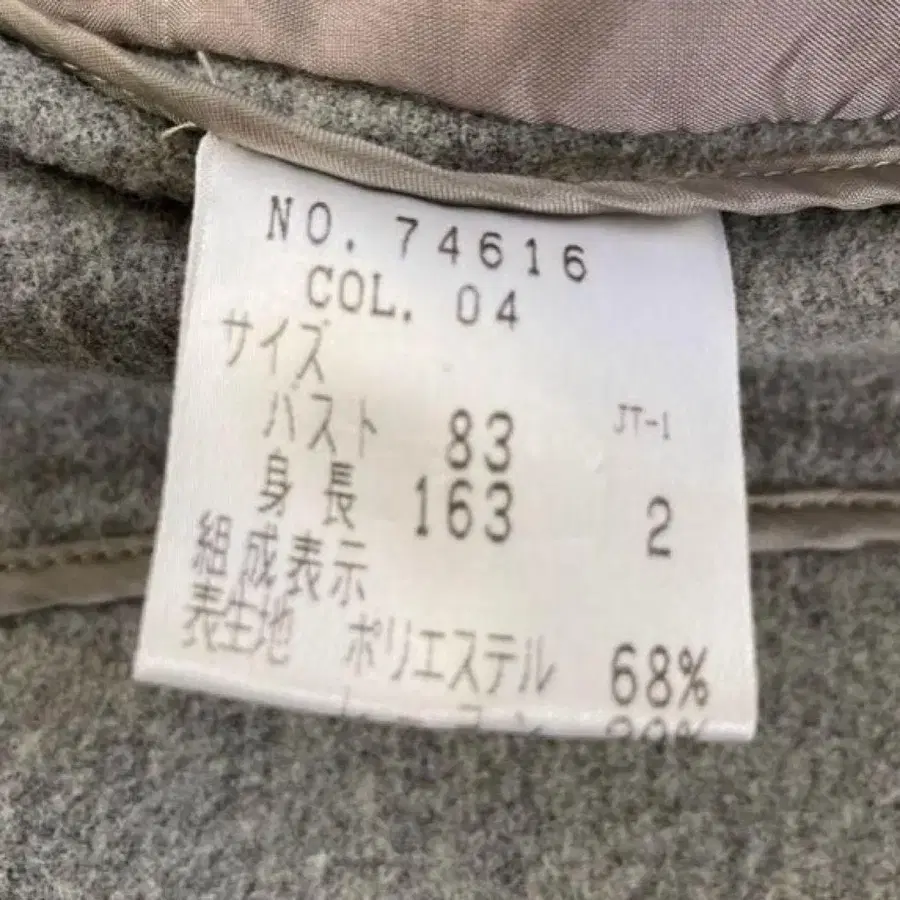 NO. 74616
COL. 04
サイズ
バスト 83 JT-1
身長 163 2
組成表示
表生地 ポリエステル 68%